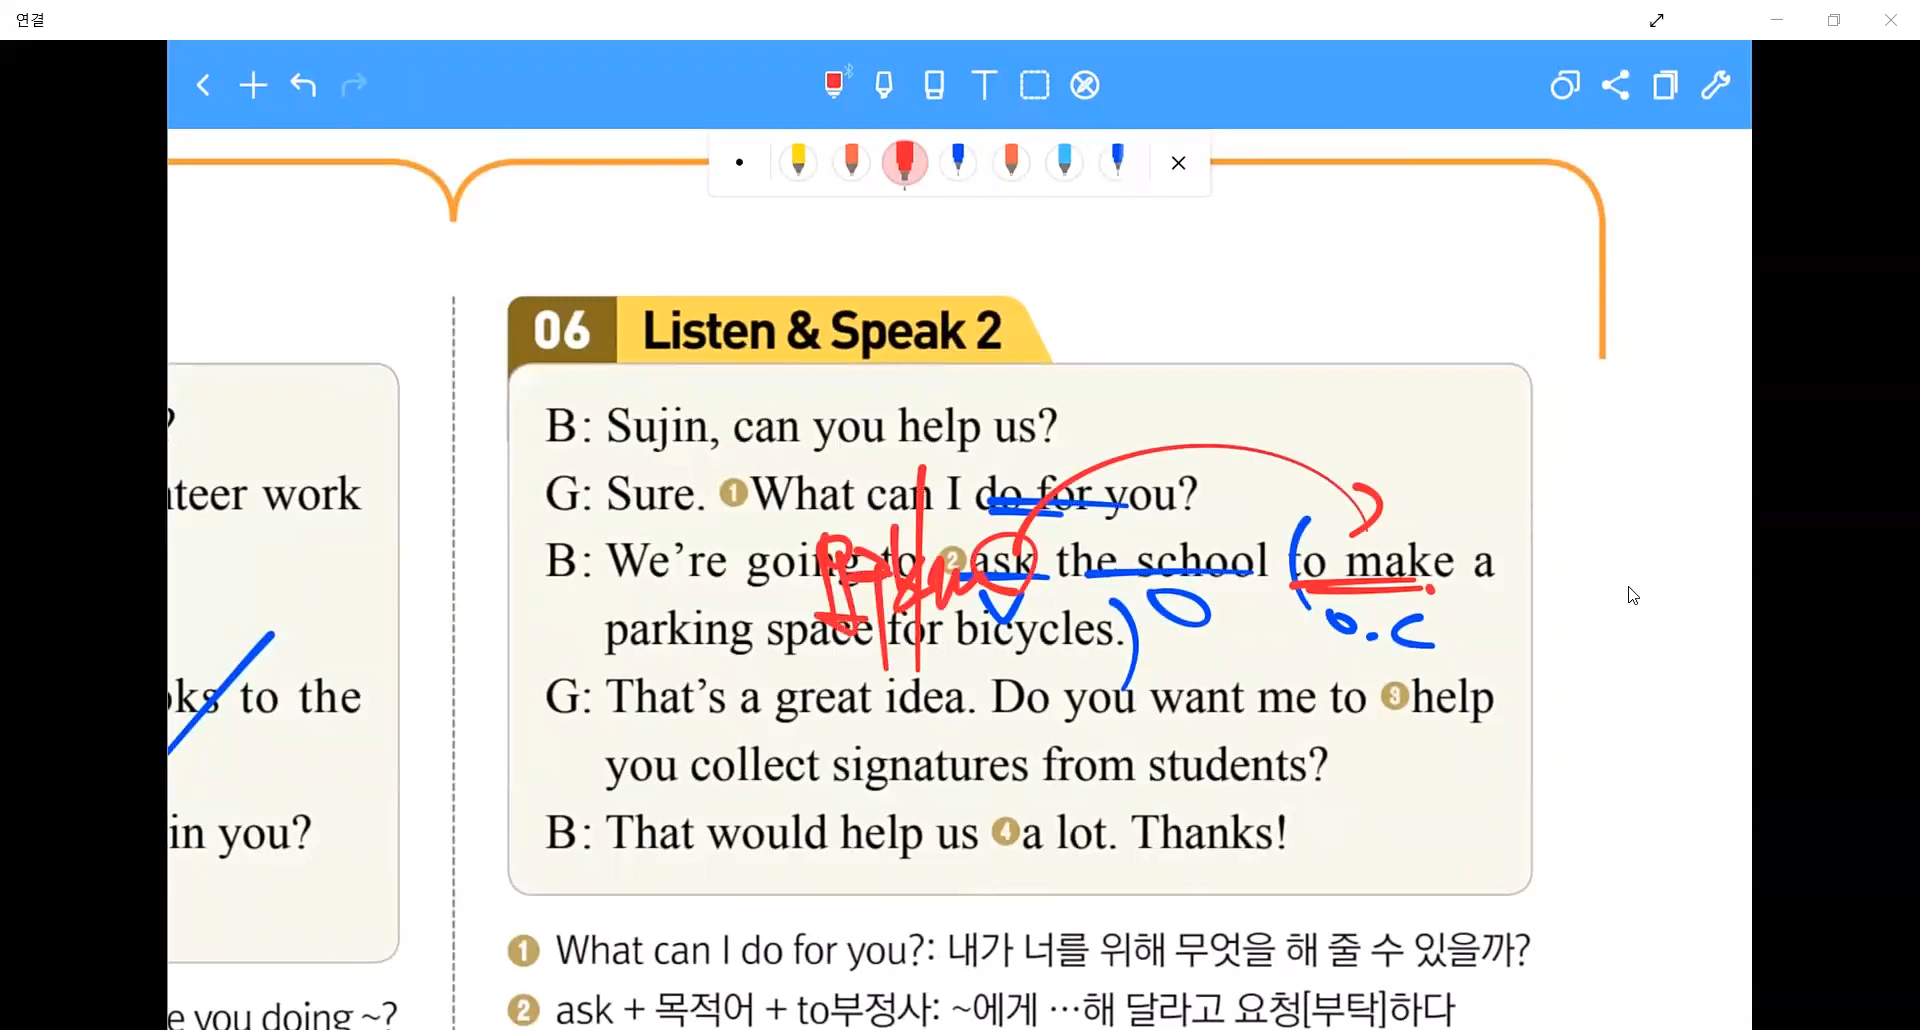 연결
06 Listen & Speak 2
?
nteer work
oks to the
in you?
e you doing ~?
B: Sujin, can you help us?
G: Sure. ❶What can I do for you?
B: We're going to ❷ask the school to make a
parking space for bicycles.
V O o.c
G: That's a great idea. Do you want me to ❸help
you collect signatures from students?
B: That would help us ❹a lot. Thanks!
❶ What can I do for you?: 내가 너를 위해 무엇을 해 줄 수 있을까?
❷ ask + 목적어 + to부정사: ~에게 …해 달라고 요청[부탁]하다